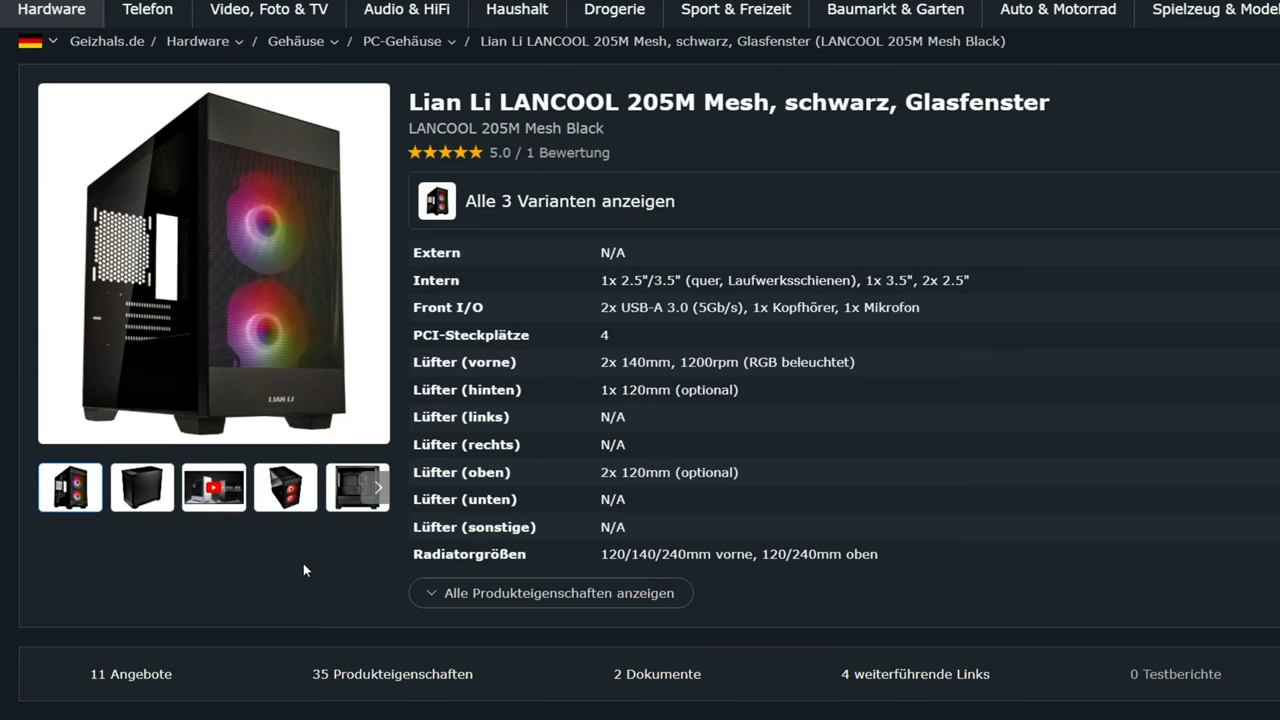 Hardware Telefon Video, Foto & TV Audio & HiFi Haushalt Drogerie Sport & Freizeit Baumarkt & Garten Auto & Motorrad Spielzeug & Model
Geizhals.de / Hardware / Gehäuse / PC-Gehäuse / Lian Li LANCOOL 205M Mesh, schwarz, Glasfenster (LANCOOL 205M Mesh Black)
LIAN LI
Lian Li LANCOOL 205M Mesh, schwarz, Glasfenster
LANCOOL 205M Mesh Black
5.0 / 1 Bewertung
Alle 3 Varianten anzeigen
Extern N/A
Intern 1x 2.5"/3.5" (quer, Laufwerksschienen), 1x 3.5", 2x 2.5"
Front I/O 2x USB-A 3.0 (5Gb/s), 1x Kopfhörer, 1x Mikrofon
PCI-Steckplätze 4
Lüfter (vorne) 2x 140mm, 1200rpm (RGB beleuchtet)
Lüfter (hinten) 1x 120mm (optional)
Lüfter (links) N/A
Lüfter (rechts) N/A
Lüfter (oben) 2x 120mm (optional)
Lüfter (unten) N/A
Lüfter (sonstige) N/A
Radiatorgrößen 120/140/240mm vorne, 120/240mm oben
Alle Produkteigenschaften anzeigen
11 Angebote 35 Produkteigenschaften 2 Dokumente 4 weiterführende Links 0 Testberichte